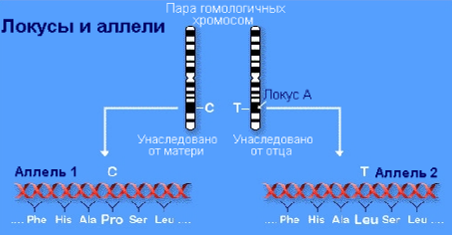 Пара гомологичных
хромосом
Локусы и аллели
C
T
Локус А
Унаследовано
от матери
Унаследовано
от отца
Аллель 1
C
T
Аллель 2
.... Phe His Ala Pro Ser Leu ....
.... Phe His Ala Leu Ser Leu ....